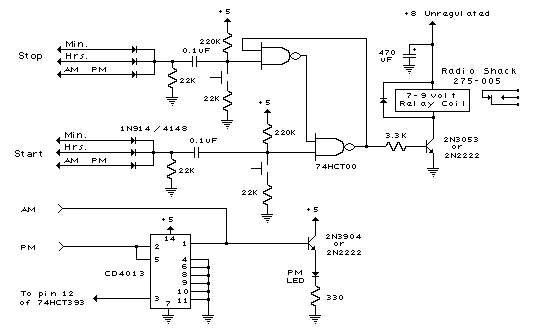 +5
+8 Unregulated
Min.
Stop
Hrs.
AM PM
220K
0.1uF
470
uF
22K
22K
Radio Shack
275-005
7-9 volt
Relay Coil
+5
1N914/4148
Min.
Start
Hrs.
AM PM
0.1uF
220K
74HCT00
3.3K
2N3053
or
2N2222
22K
22K
AM
+5
+5
PM
14
2
1
5
4
6
8
9
10
11
3
7
CD4013
2N3904
or
2N2222
PM
LED
330
To pin 12
of 74HCT393